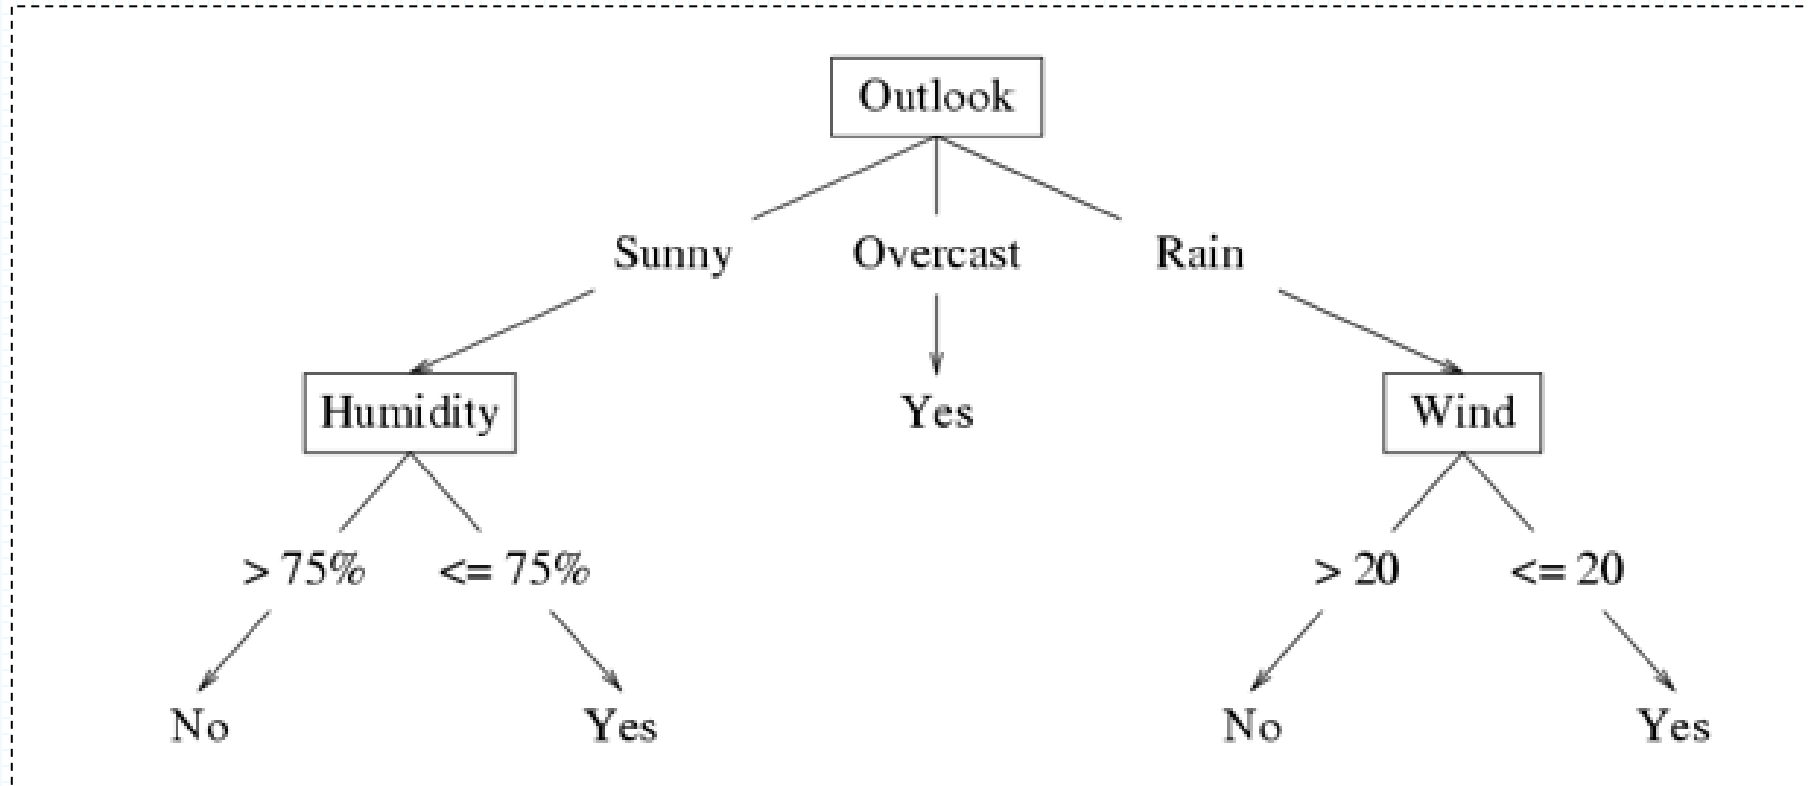 Outlook
Sunny Overcast Rain
Humidity Yes Wind
> 75% <= 75% > 20 <= 20
No Yes No Yes